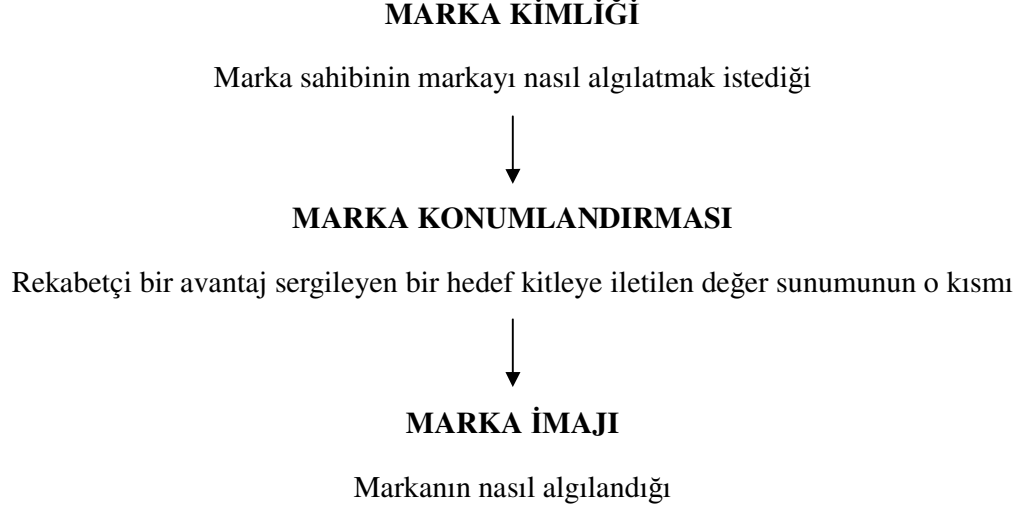 MARKA KİMLİĞİ
Marka sahibinin markayı nasıl algılatmak istediği
MARKA KONUMLANDIRMASI
Rekabetçi bir avantaj sergileyen bir hedef kitleye iletilen değer sunumunun o kısmı
MARKA İMAJI
Markanın nasıl algılandığı